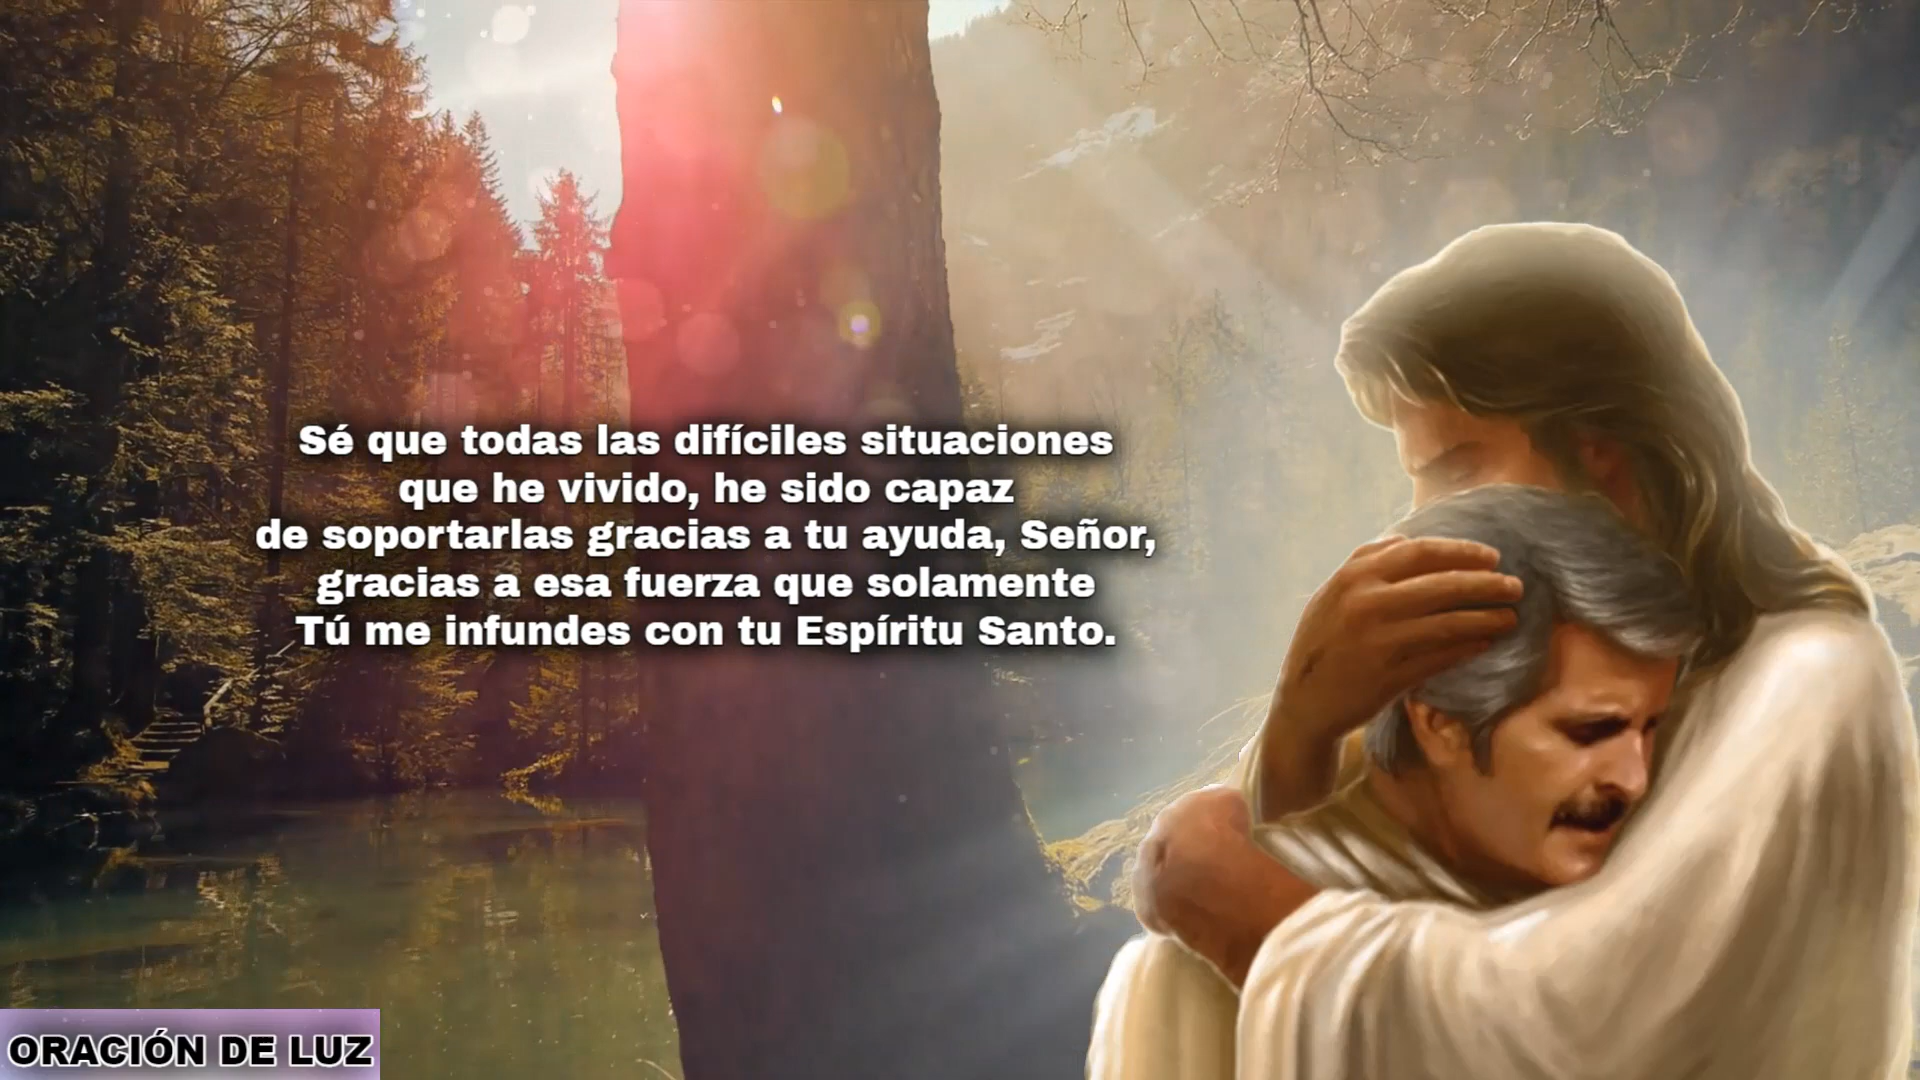 Sé que todas las difíciles situaciones
que he vivido, he sido capaz
de soportarlas gracias a tu ayuda, Señor,
gracias a esa fuerza que solamente
Tú me infundes con tu Espíritu Santo.
ORACIÓN DE LUZ